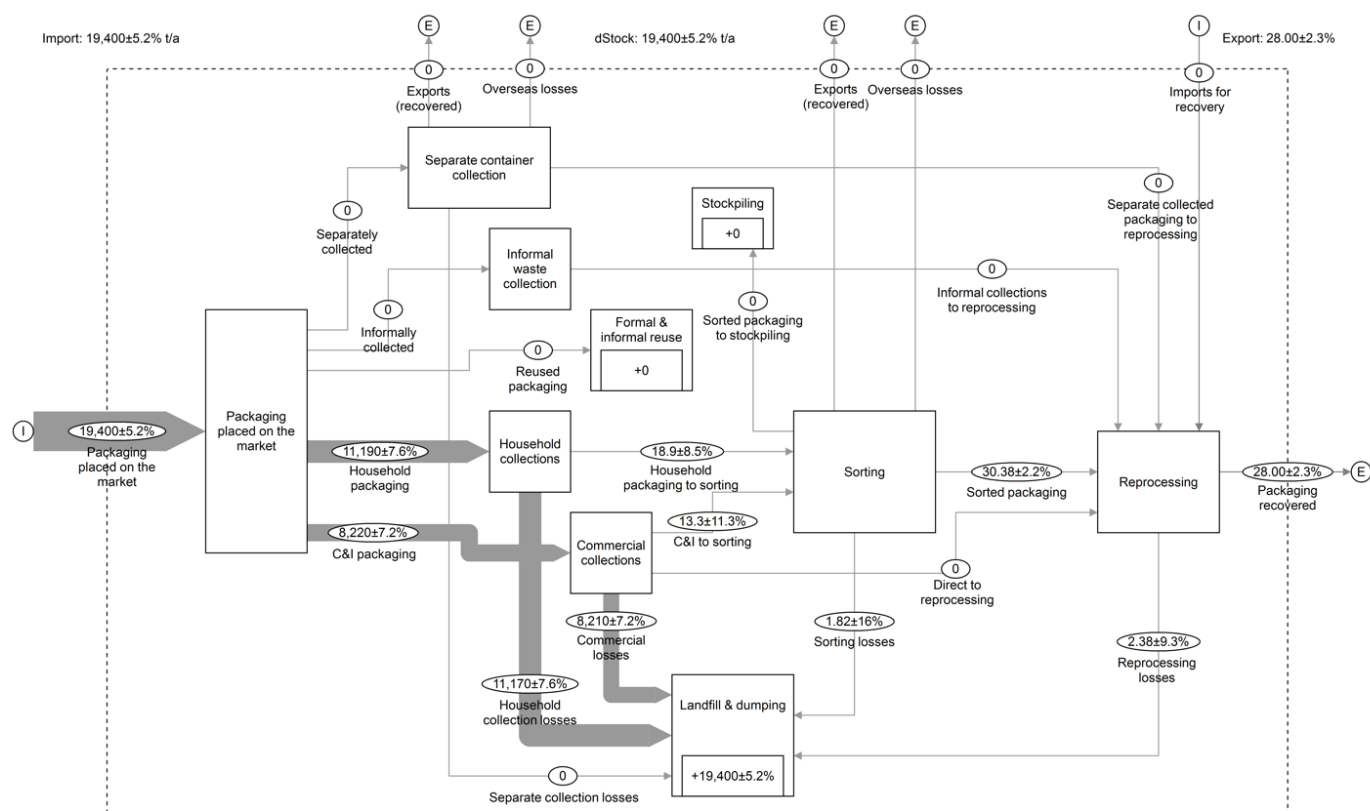 E
E
E
E
I
Import: 19,400±5.2% t/a
dStock: 19,400±5.2% t/a
Export: 28.00±2.3%
0
0
0
0
0
Exports
(recovered)
Overseas losses
Exports
(recovered)
Overseas losses
Imports for
recovery
Separate container
collection
0
Separately
collected
0
Separate collected
packaging to
reprocessing
Stockpiling
+0
Informal
waste
collection
0
Informal collections
to reprocessing
0
Informally
collected
0
Sorted packaging
to stockpiling
Formal &
informal reuse
+0
0
Reused
packaging
I
19,400±5.2%
Packaging
placed on the
market
Packaging
placed on the
market
11,190±7.6%
Household
packaging
Household
collections
18.9±8.5%
Household
packaging to sorting
Sorting
30.38±2.2%
Sorted packaging
Reprocessing
28.00±2.3%
Packaging
recovered
E
8,220±7.2%
C&I packaging
Commercial
collections
13.3±11.3%
C&I to sorting
0
Direct to
reprocessing
8,210±7.2%
Commercial
losses
1.82±16%
Sorting losses
2.38±9.3%
Reprocessing
losses
11,170±7.6%
Household
collection losses
Landfill & dumping
+19,400±5.2%
0
Separate collection losses